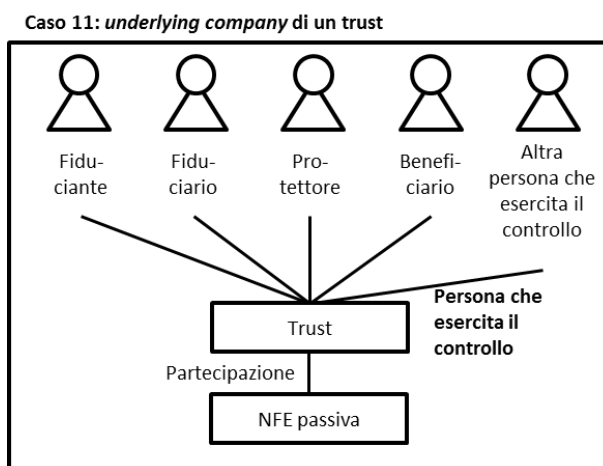 Caso 11: underlying company di un trust
Fidu-
ciante
Fidu-
ciario
Pro-
tettore
Benefi-
ciario
Altra
persona che
esercita il
controllo
Persona che
esercita il
controllo
Trust
Partecipazione
NFE passiva